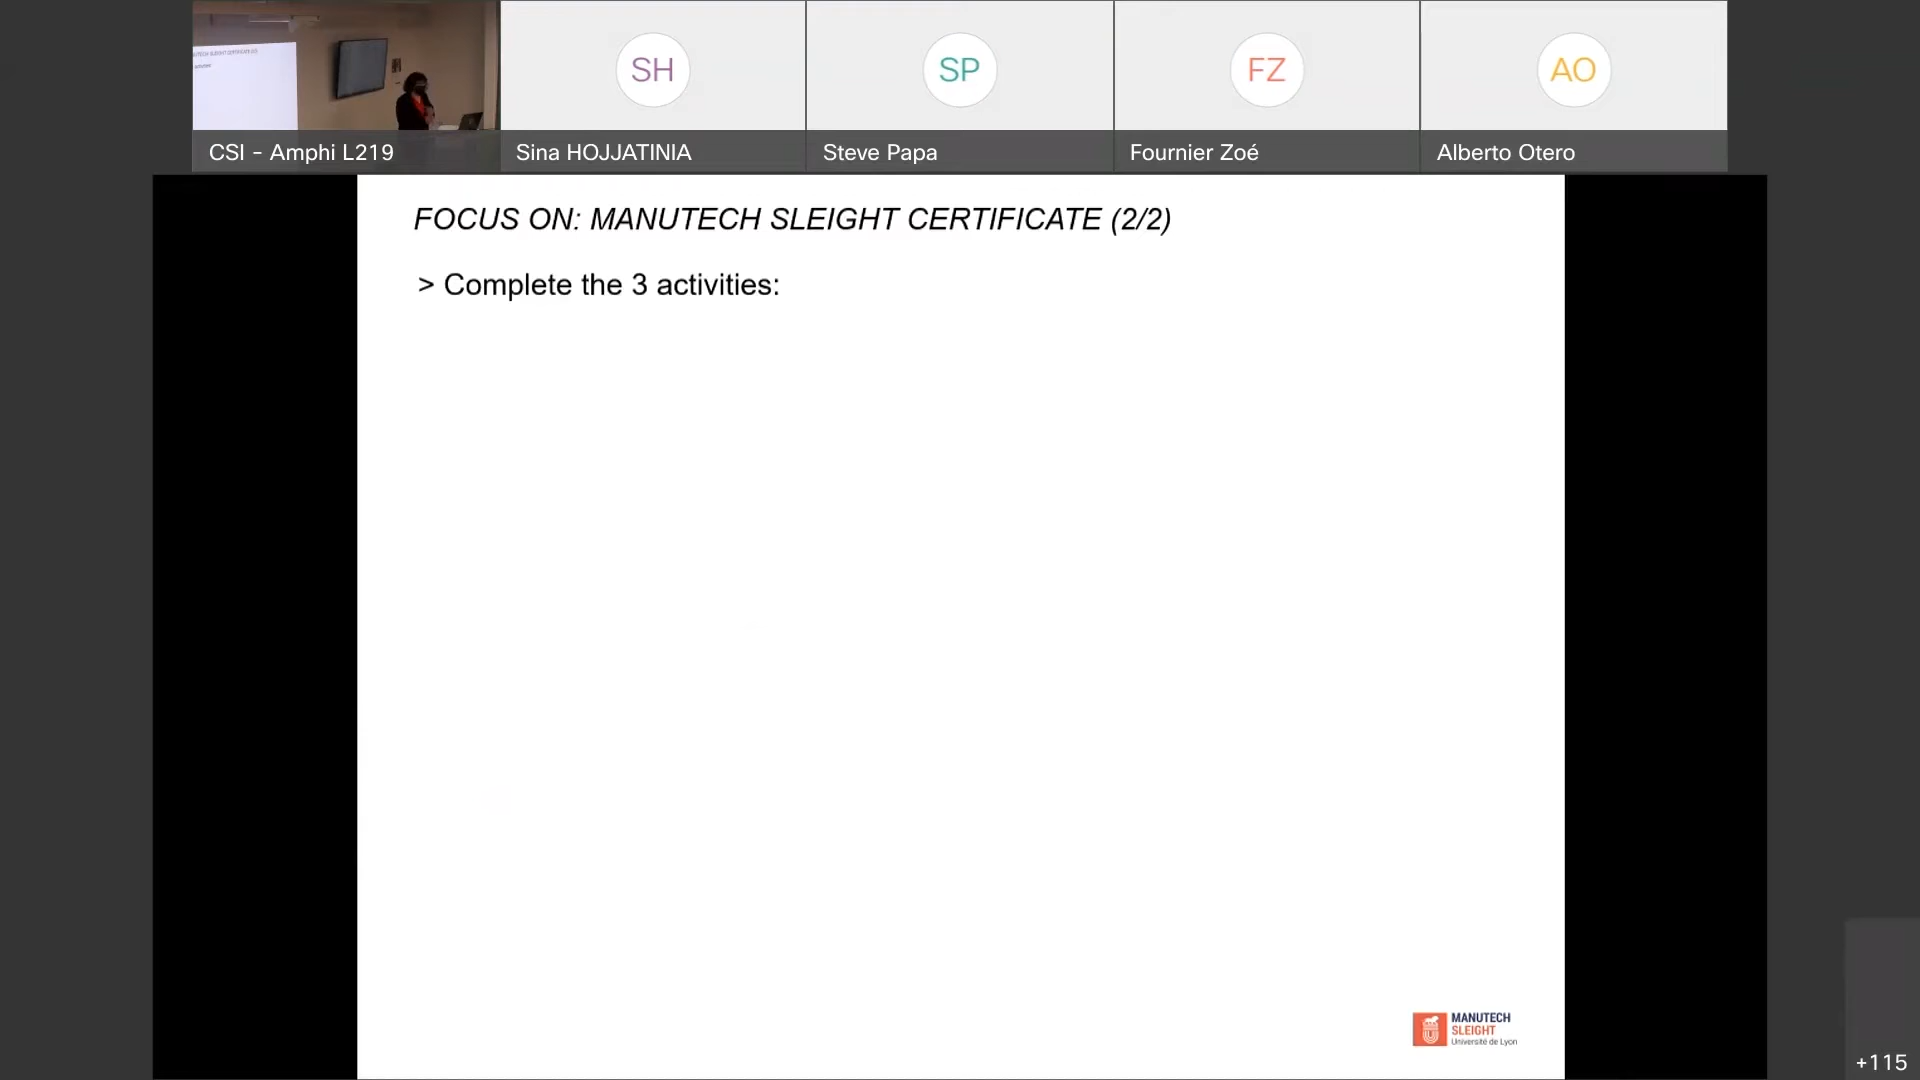 SH
SP
FZ
AO
CSI - Amphi L219
Sina HOJJATINIA
Steve Papa
Fournier Zoé
Alberto Otero
FOCUS ON: MANUTECH SLEIGHT CERTIFICATE (2/2)
> Complete the 3 activities:
MANUTECH
SLEIGHT
Université de Lyon
+115